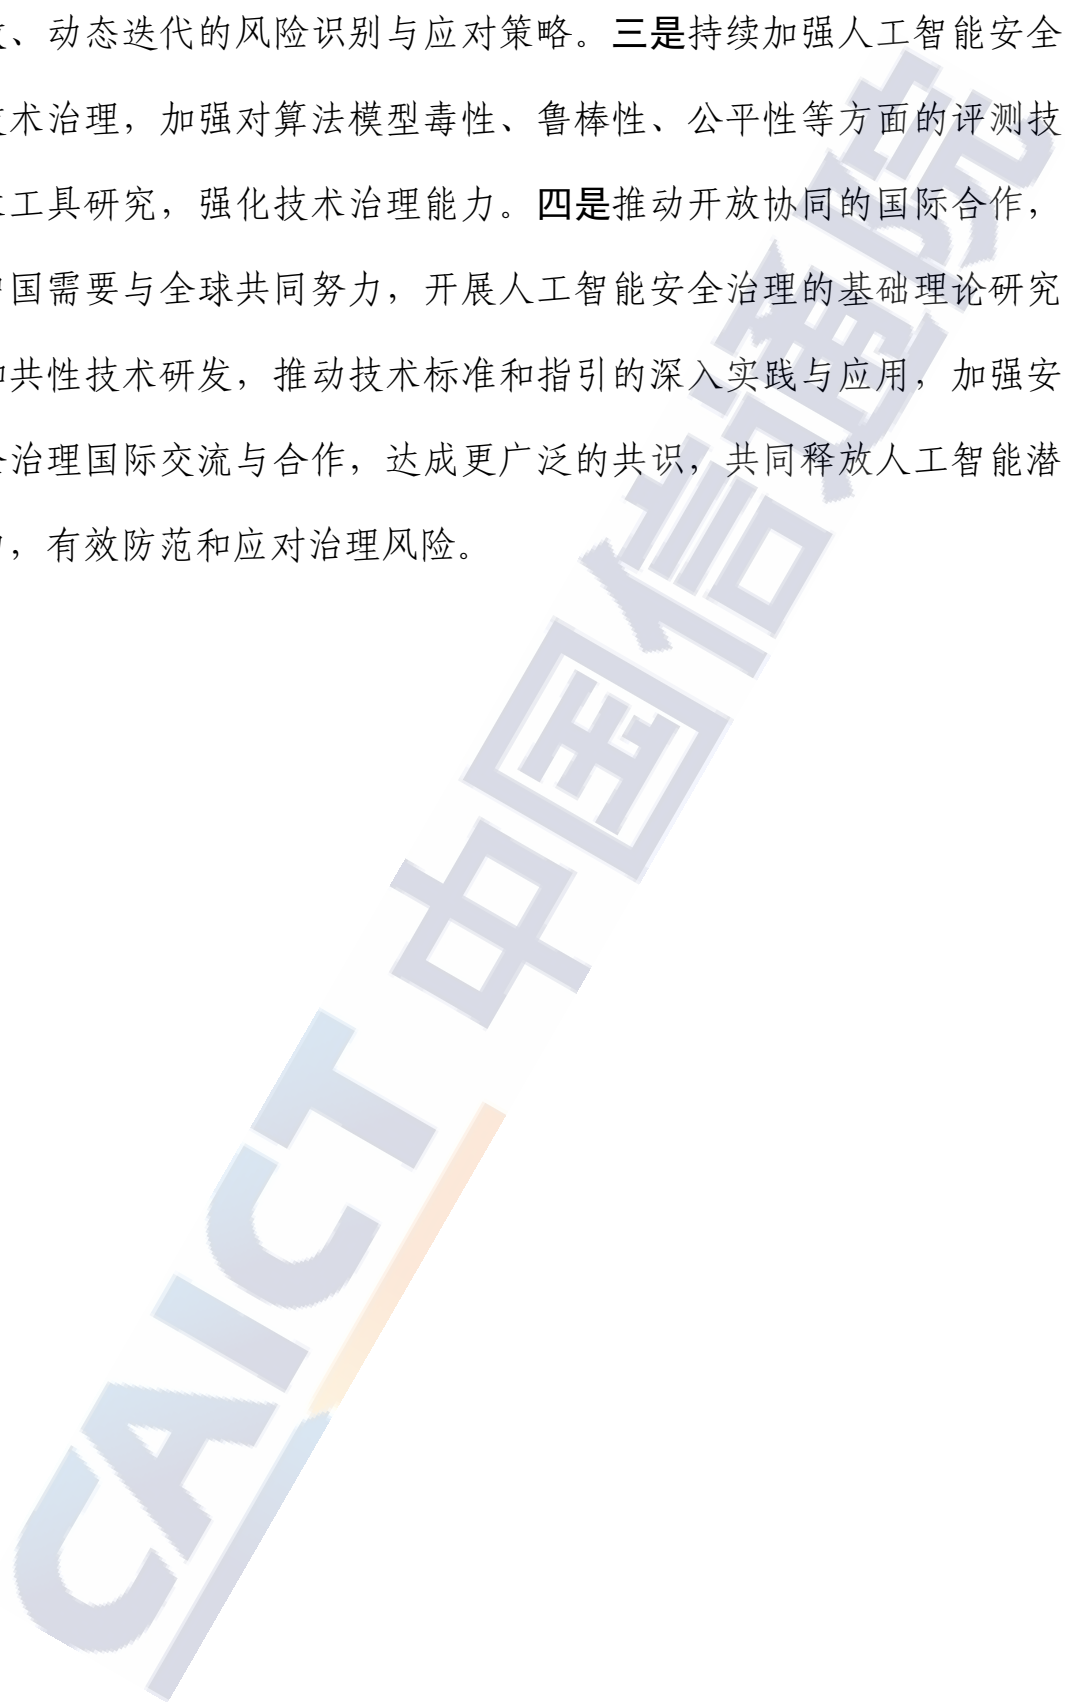 、动态迭代的风险识别与应对策略。三是持续加强人工智能安全
术治理，加强对算法模型毒性、鲁棒性、公平性等方面的评测技
工具研究，强化技术治理能力。四是推动开放协同的国际合作，
国需要与全球共同努力，开展人工智能安全治理的基础理论研究
共性技术研发，推动技术标准和指引的深入实践与应用，加强安
治理国际交流与合作，达成更广泛的共识，共同释放人工智能潜
，有效防范和应对治理风险。
CAICT 中国信通院